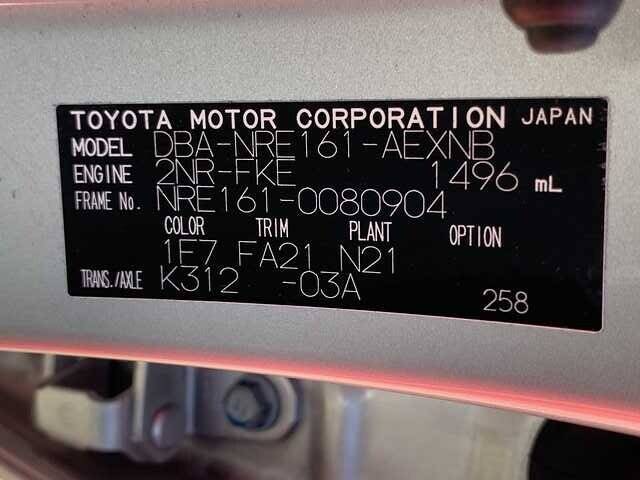 TOYOTA MOTOR CORPORATION JAPAN
MODEL DBA-NRE161-AEXNB
ENGINE 2NR-FKE 1496 mL
FRAME No. NRE161-0080904
COLOR TRIM PLANT OPTION
1E7 FA21 N21
TRANS./AXLE K312 -03A
258